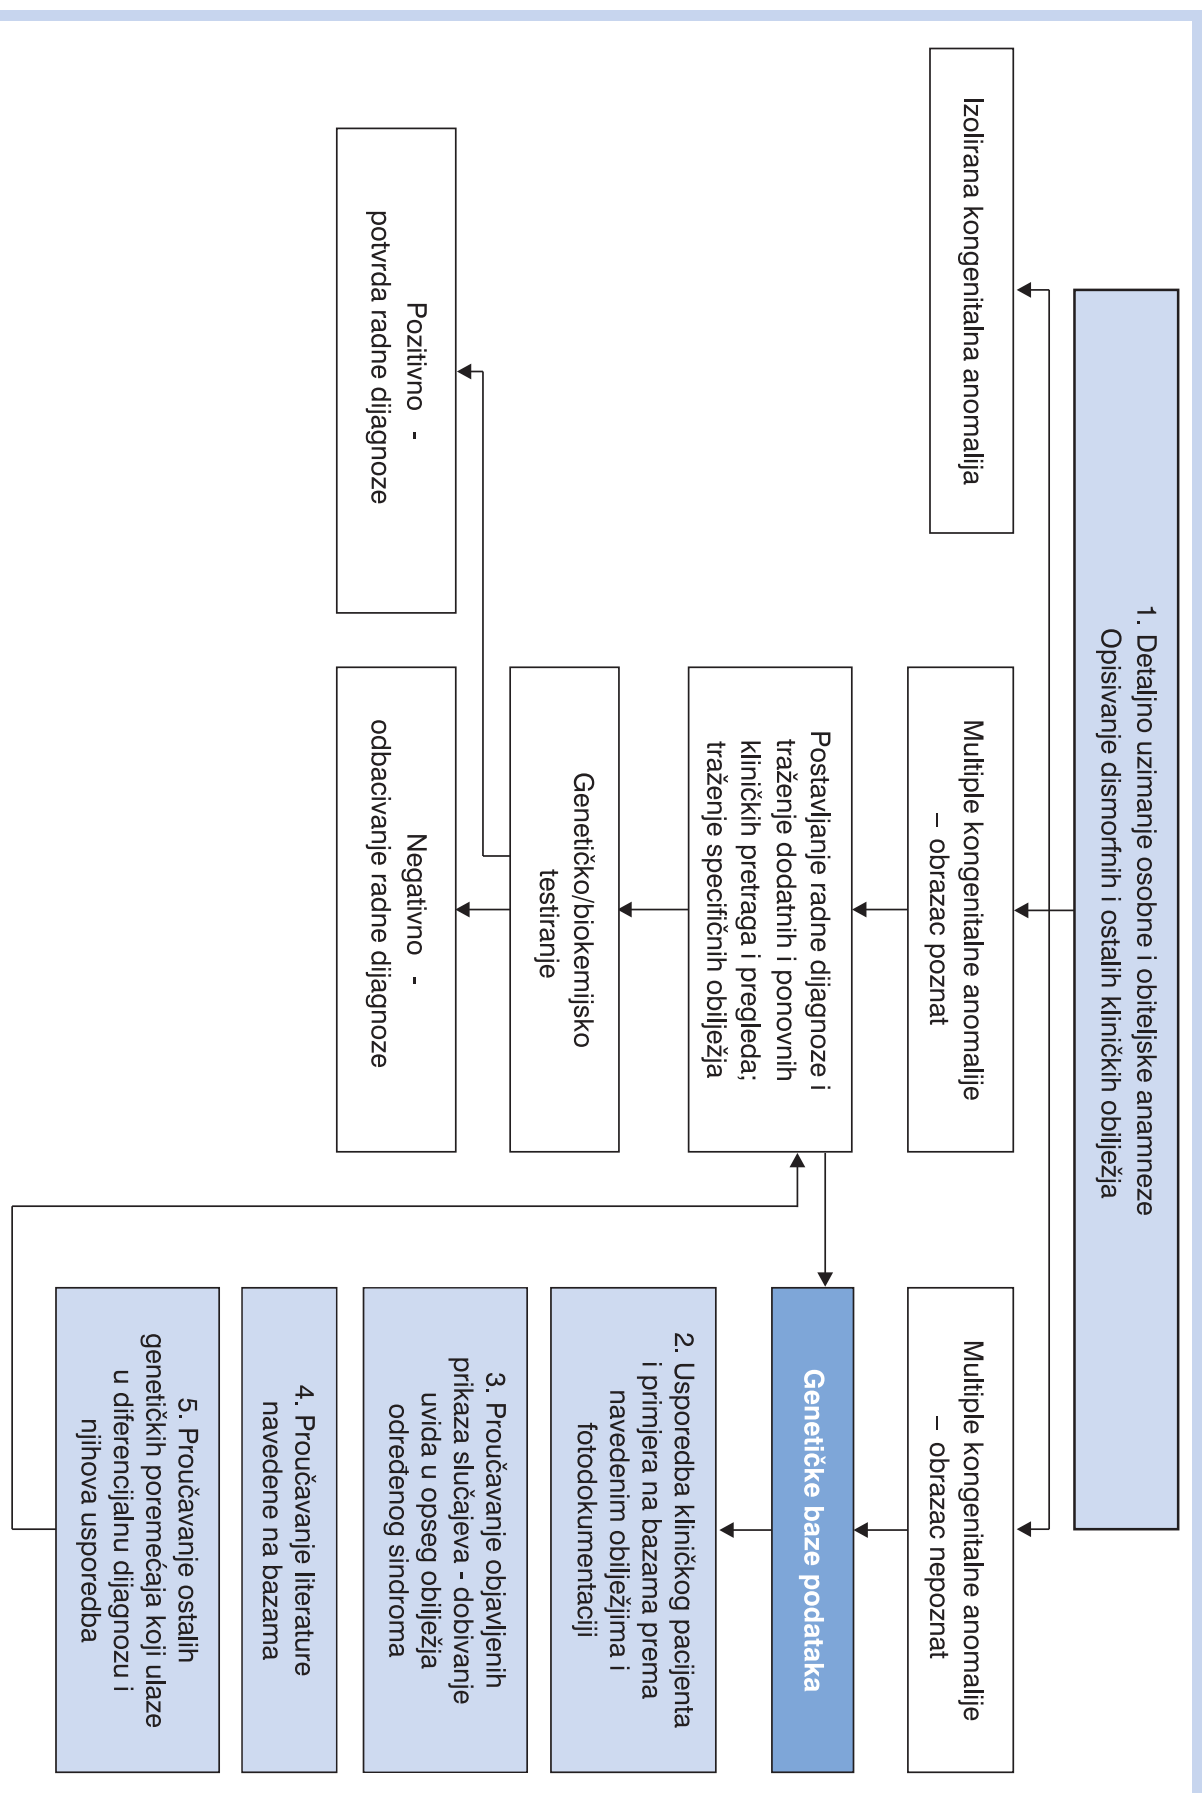 1. Detaljno uzimanje osobne i obiteljske anamneze
Opisivanje dismorfnih i ostalih kliničkih obilježja
Izolirana kongenitalna anomalija
Multiple kongenitalne anomalije
– obrazac poznat
Multiple kongenitalne anomalije
– obrazac nepoznat
Postavljanje radne dijagnoze i
traženje dodatnih i ponovnih
kliničkih pretraga i pregleda;
traženje specifičnih obilježja
Genetičke baze podataka
Genetičko/biokemijsko
testiranje
2. Usporedba kliničkog pacijenta
i primjera na bazama prema
navedenim obilježjima i
fotodokumentaciji
Pozitivno -
potvrda radne dijagnoze
Negativno -
odbacivanje radne dijagnoze
3. Proučavanje objavljenih
prikaza slučajeva - dobivanje
uvida u opseg obilježja
određenog sindroma
4. Proučavanje literature
navedene na bazama
5. Proučavanje ostalih
genetičkih poremećaja koji ulaze
u diferencijalnu dijagnozu i
njihova usporedba